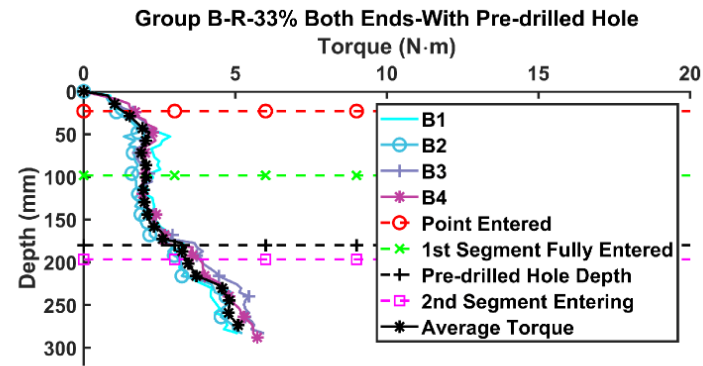 Group B-R-33% Both Ends-With Pre-drilled Hole
Torque (N·m)
0 5 10 15 20
Depth (mm)
0
50
100
150
200
250
300
B1
B2
B3
B4
Point Entered
1st Segment Fully Entered
Pre-drilled Hole Depth
2nd Segment Entering
Average Torque